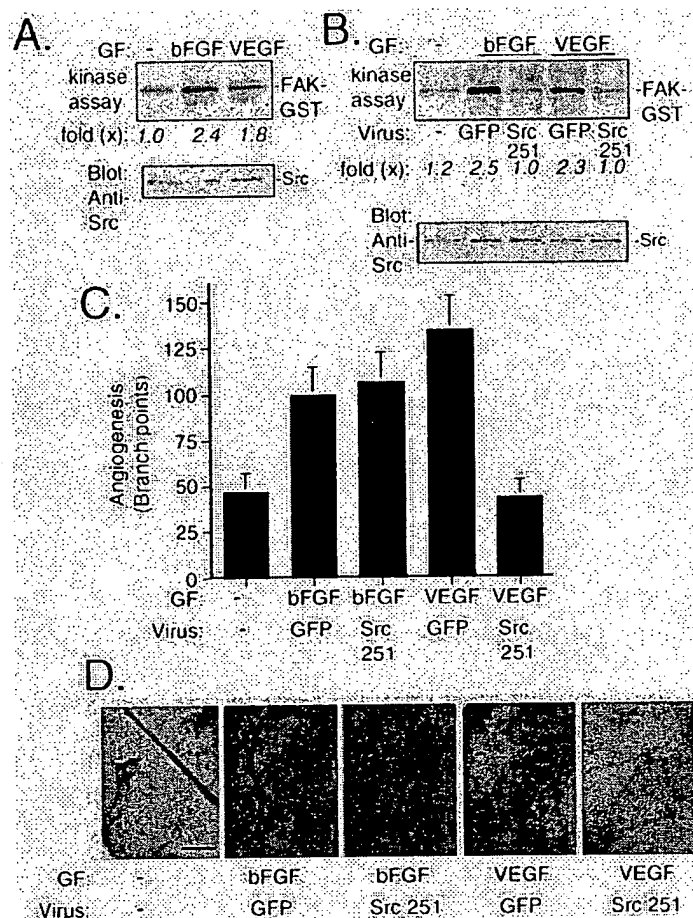 A.
GF: - bFGF VEGF
kinase assay
-FAK-GST
fold (x) 1.0 2.4 1.8
Blot: Anti-Src
Src
B.
GF: - bFGF VEGF
kinase assay
-FAK-GST
Virus: - GFP Src 251 GFP Src 251
fold (x): 1.2 2.5 1.0 2.3 1.0
Blot: Anti-Src
-Src
C.
Angiogenesis
(Branch points)
150
125
100
75
50
25
0
GF: - bFGF bFGF VEGF VEGF
Virus: - GFP Src 251 GFP Src 251
D.
GF: - bFGF bFGF VEGF VEGF
Virus: - GFP Src 251 GFP Src 251